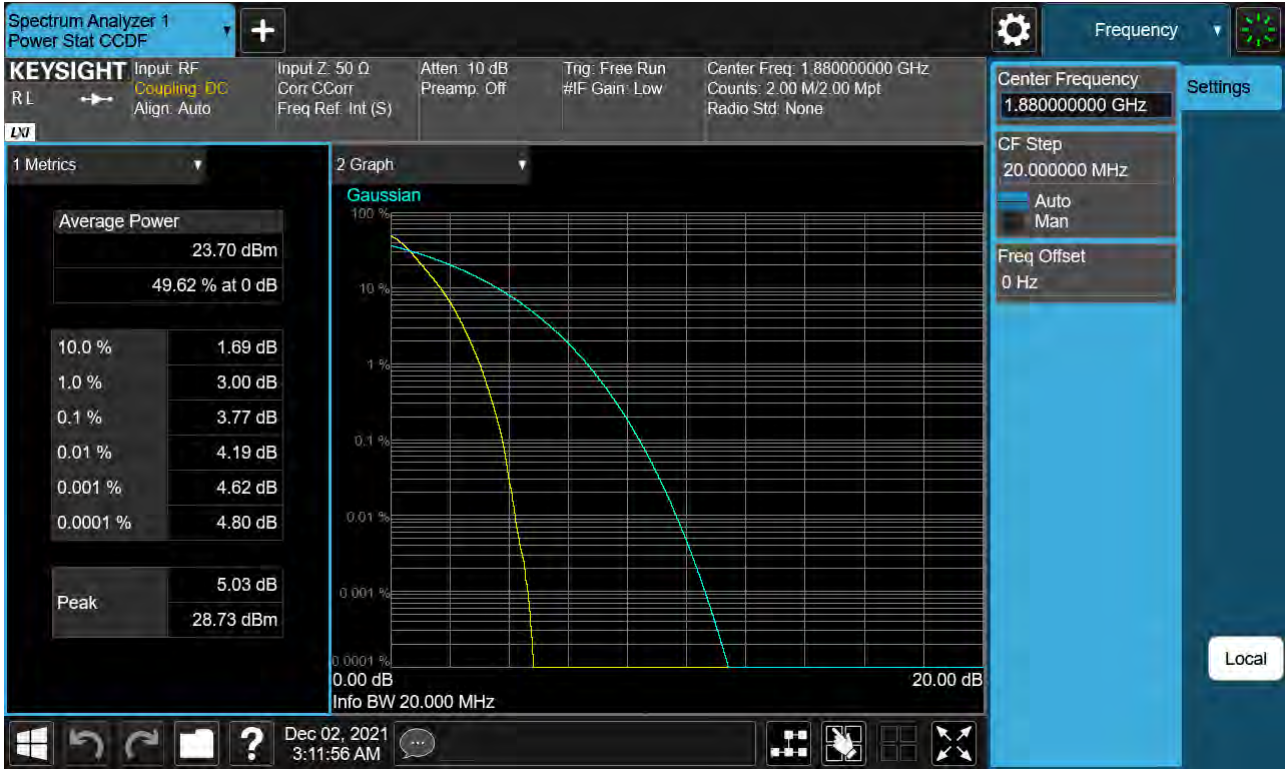 Spectrum Analyzer 1
Power Stat CCDF
Frequency
KEYSIGHT
R L
LXI
Input: RF
Coupling: DC
Align: Auto
Input Z: 50 Ω
Corr CCorr
Freq Ref: Int (S)
Atten: 10 dB
Preamp: Off
Trig: Free Run
#IF Gain: Low
Center Freq: 1.880000000 GHz
Counts: 2.00 M/2.00 Mpt
Radio Std: None
Center Frequency
1.880000000 GHz
Settings
CF Step
20.000000 MHz
Auto
Man
Freq Offset
0 Hz
1 Metrics
Average Power
23.70 dBm
49.62 % at 0 dB
10.0 % 1.69 dB
1.0 % 3.00 dB
0.1 % 3.77 dB
0.01 % 4.19 dB
0.001 % 4.62 dB
0.0001 % 4.80 dB
Peak
5.03 dB
28.73 dBm
2 Graph
Gaussian
100 %
10 %
1 %
0.1 %
0.01 %
0.001 %
0.0001 %
0.00 dB 20.00 dB
Info BW 20.000 MHz
Local
?
Dec 02, 2021
3:11:56 AM